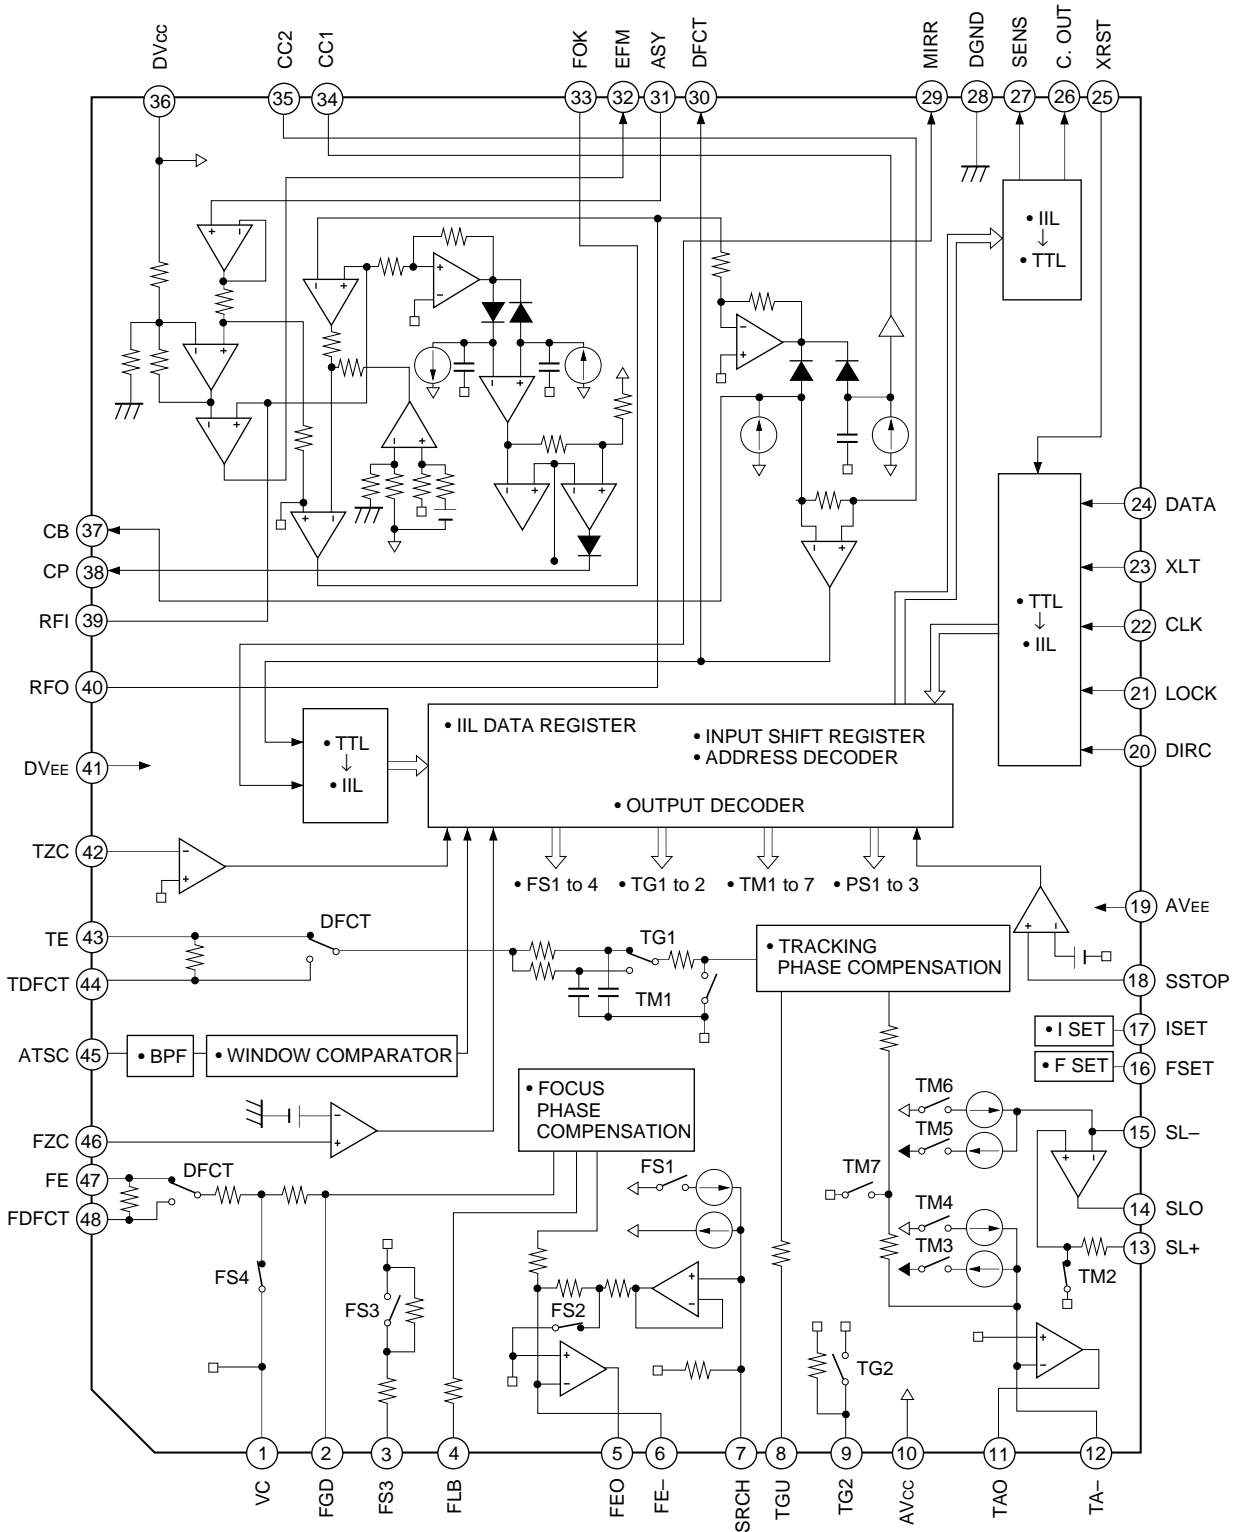 DVcc
CC2
CC1
FOK
EFM
ASY
DFCT
MIRR
DGND
SENS
C. OUT
XRST
36
35
34
33
32
31
30
29
28
27
26
25
• IIL
↓
• TTL
CB 37
CP 38
RFI 39
RFO 40
DVEE 41
TZC 42
TE 43
TDFCT 44
ATSC 45
FZC 46
FE 47
FDFCT 48
24 DATA
23 XLT
22 CLK
21 LOCK
20 DIRC
19 AVEE
18 SSTOP
17 ISET
16 FSET
15 SL–
14 SLO
13 SL+
• TTL
↓
• IIL
• TTL
↓
• IIL
• IIL DATA REGISTER
• INPUT SHIFT REGISTER
• ADDRESS DECODER
• OUTPUT DECODER
• FS1 to 4
• TG1 to 2
• TM1 to 7
• PS1 to 3
DFCT
TG1
TM1
• TRACKING
PHASE COMPENSATION
• BPF
• WINDOW COMPARATOR
• I SET
• F SET
• FOCUS
PHASE
COMPENSATION
TM6
TM5
TM7
TM4
TM3
TM2
DFCT
FS1
FS4
FS3
FS2
TG2
1
2
3
4
5
6
7
8
9
10
11
12
VC
FGD
FS3
FLB
FEO
FE–
SRCH
TGU
TG2
AVcc
TAO
TA–